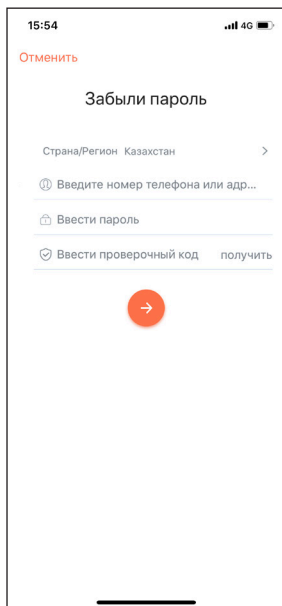 15:54 4G
Отменить
Забыли пароль
Страна/Регион Казахстан
Введите номер телефона или адр...
Ввести пароль
Ввести проверочный код получить